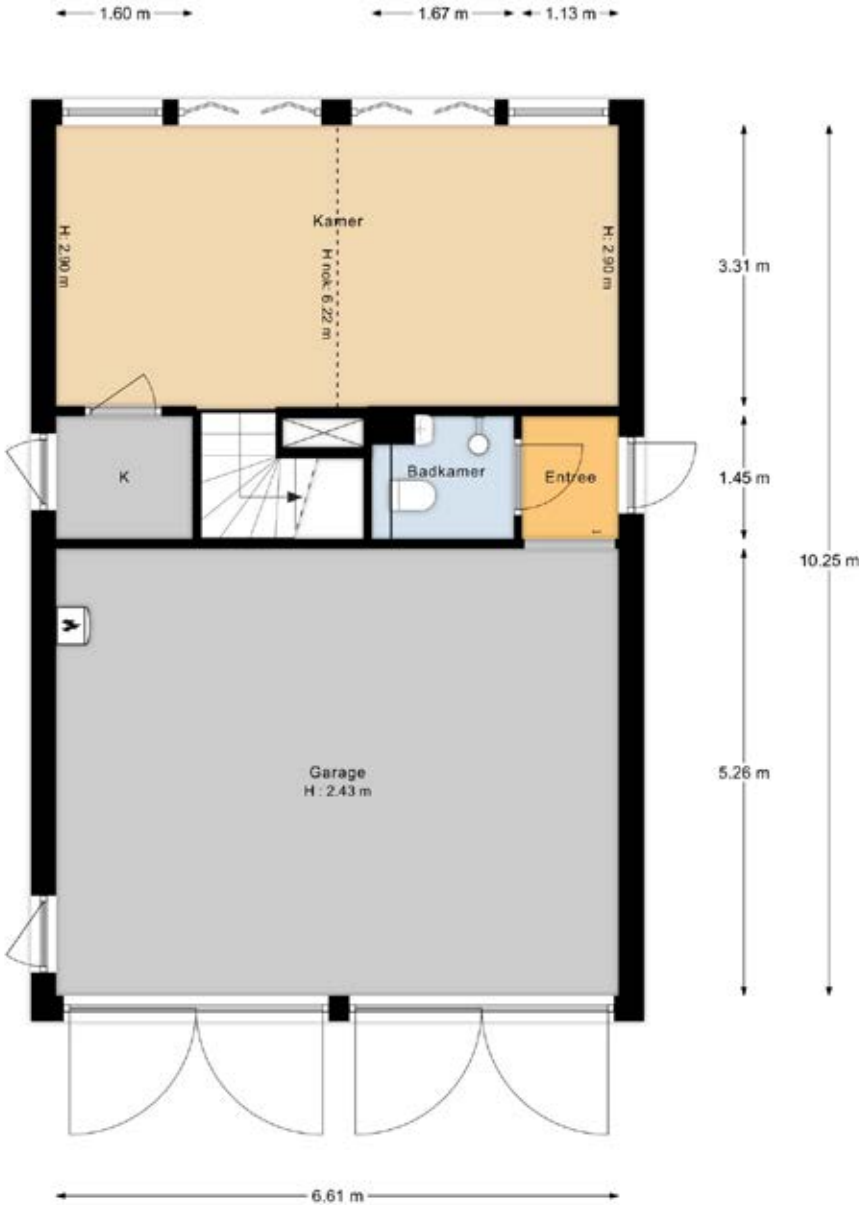 1.60 m
1.67 m
1.13 m
Kamer
H: 2.90 m
H nok: 6.22 m
H: 2.90 m
3.31 m
K
Badkamer
Entree
1.45 m
10.25 m
Garage
H : 2.43 m
5.26 m
6.61 m